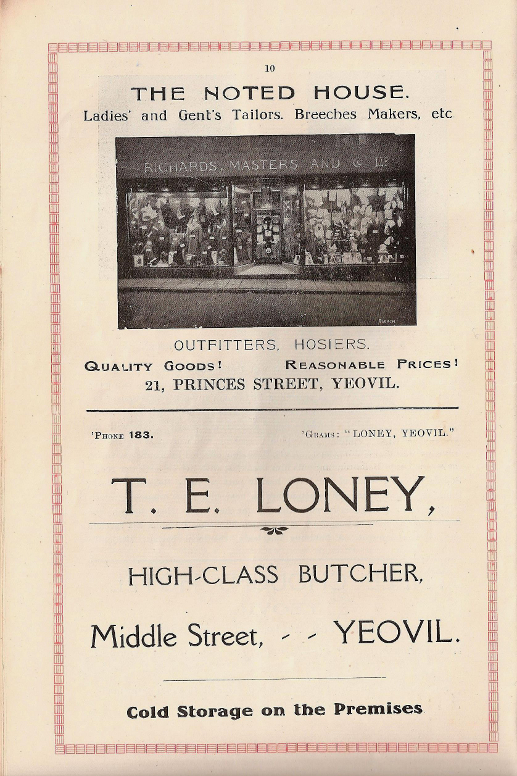 10
THE NOTED HOUSE.
Ladies' and Gent's Tailors. Breeches Makers, etc
RICHARDS, MASTERS AND Co LTD
OUTFITTERS, HOSIERS.
QUALITY GOODS! REASONABLE PRICES!
21, PRINCES STREET, YEOVIL.
'PHONE 183. 'GRAMS: "LONEY, YEOVIL."
T. E. LONEY,
HIGH-CLASS BUTCHER,
Middle Street, - - YEOVIL.
Cold Storage on the Premises